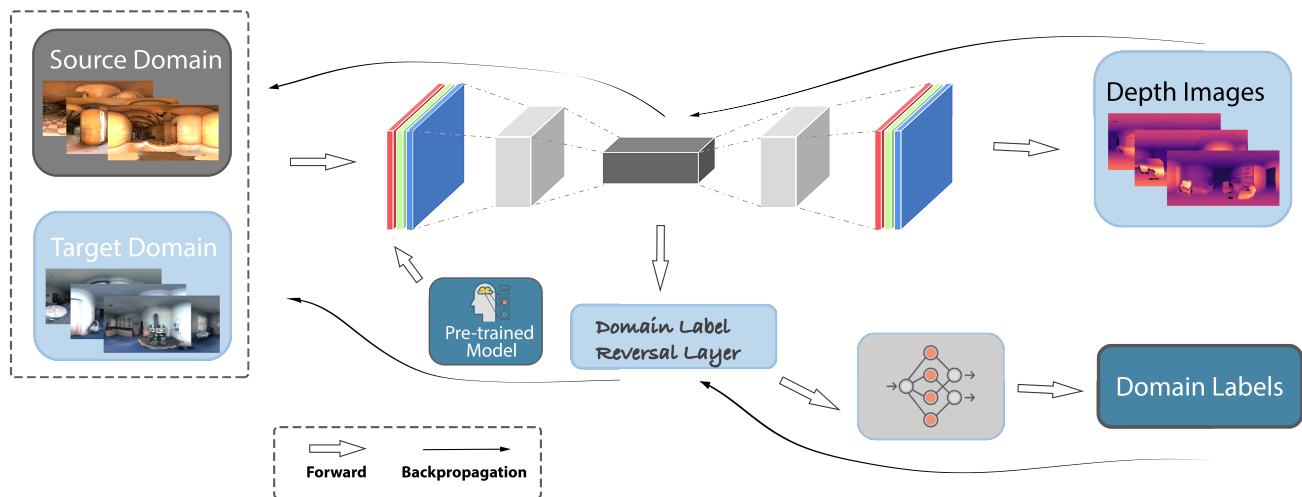 Source Domain
Target Domain
Depth Images
Pre-trained
Model
Domain Label
Reversal Layer
Domain Labels
Forward
Backpropagation